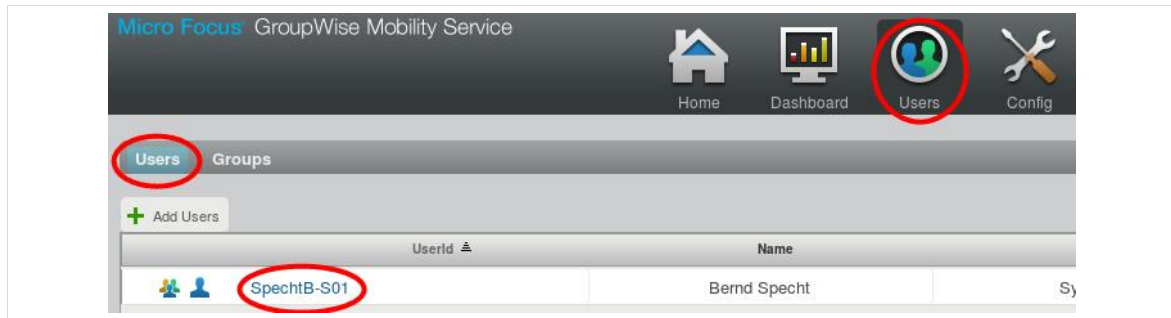 Micro Focus GroupWise Mobility Service
Home Dashboard Users Config
Users Groups
Add Users
UserId Name
SpechtB-S01 Bernd Specht Sy